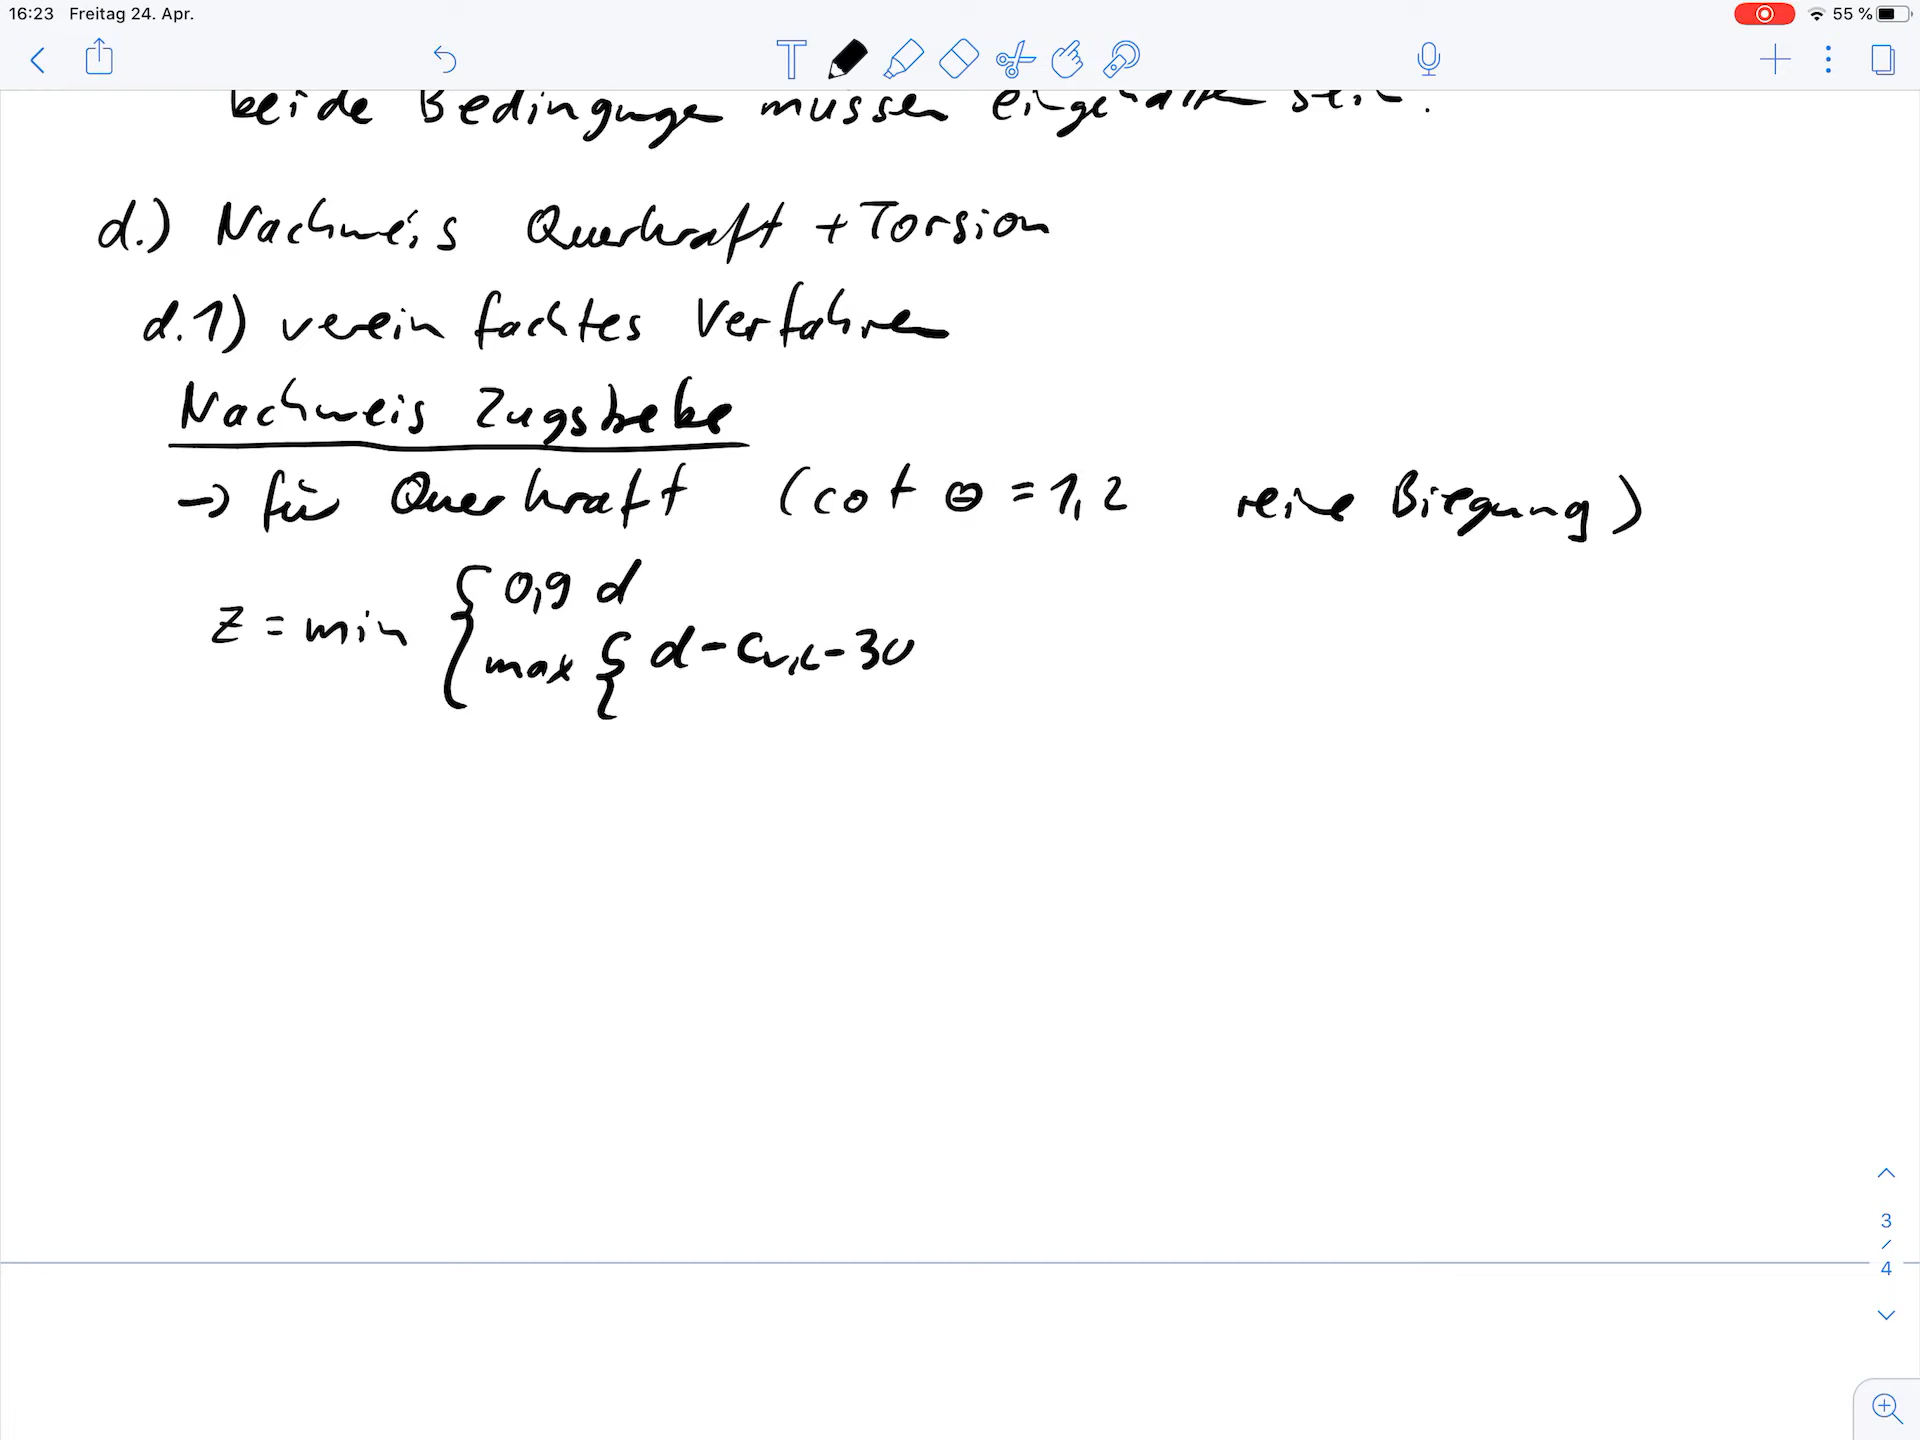 16:23 Freitag 24. Apr. 55 %
beide Bedingungen müssen eingehalten sein.
d.) Nachweis Querkraft + Torsion
d.1) vereinfachtes Verfahren
Nachweis Zugstrebe
→ für Querkraft (cot θ = 1,2 reine Biegung)
z = min { 0,9 d
max { d - cv,l - 30
3
/
4